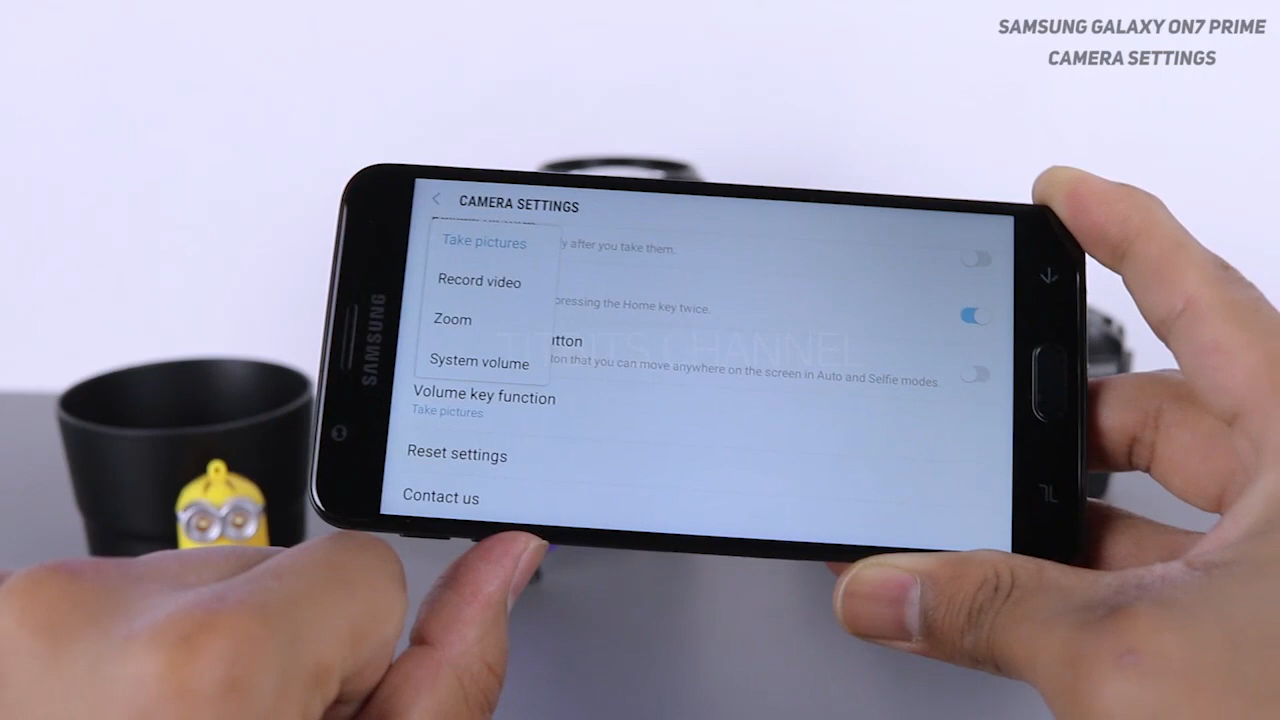 SAMSUNG GALAXY ON7 PRIME
CAMERA SETTINGS
CAMERA SETTINGS
Take pictures
y after you take them.
Record video
pressing the Home key twice.
Zoom
utton
ton that you can move anywhere on the screen in Auto and Selfie modes.
System volume
Volume key function
Take pictures
Reset settings
Contact us
SAMSUNG
CHANNEL